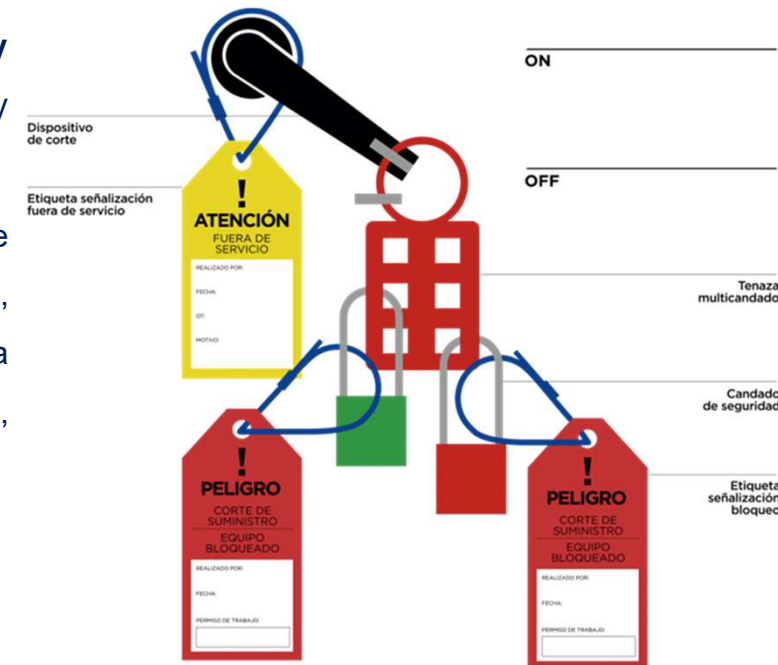 y
y
e
,
a
,
Dispositivo
de corte
Etiqueta señalización
fuera de servicio
!
ATENCIÓN
FUERA DE
SERVICIO
REALIZADO POR:
FECHA:
OT:
MOTIVO
ON
OFF
Tenaza
multicandado
Candado
de seguridad
Etiqueta
señalización
bloqueo
!
PELIGRO
CORTE DE
SUMINISTRO
EQUIPO
BLOQUEADO
REALIZADO POR:
FECHA:
PERMISO DE TRABAJO:
!
PELIGRO
CORTE DE
SUMINISTRO
EQUIPO
BLOQUEADO
REALIZADO POR:
FECHA:
PERMISO DE TRABAJO: